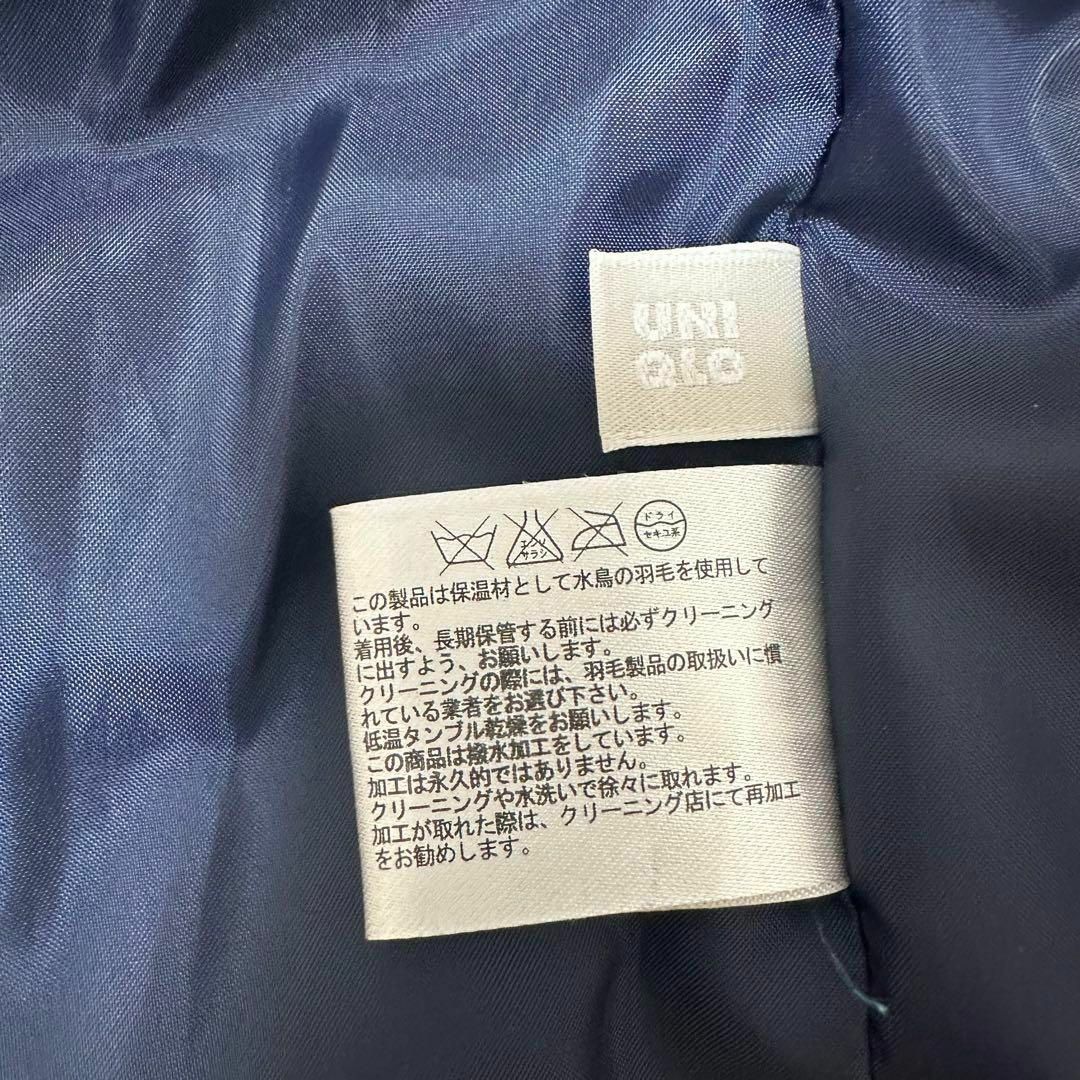 UNI
QLO
エンソ
サラシ
ドライ
セキユ系
この製品は保温材として水鳥の羽毛を使用して
います。
着用後、長期保管する前には必ずクリーニング
に出すよう、お願いします。
クリーニングの際には、羽毛製品の取扱いに慣
れている業者をお選び下さい。
低温タンブル乾燥をお願いします。
この商品は撥水加工をしています。
加工は永久的ではありません。
クリーニングや水洗いで徐々に取れます。
加工が取れた際は、クリーニング店にて再加工
をお勧めします。